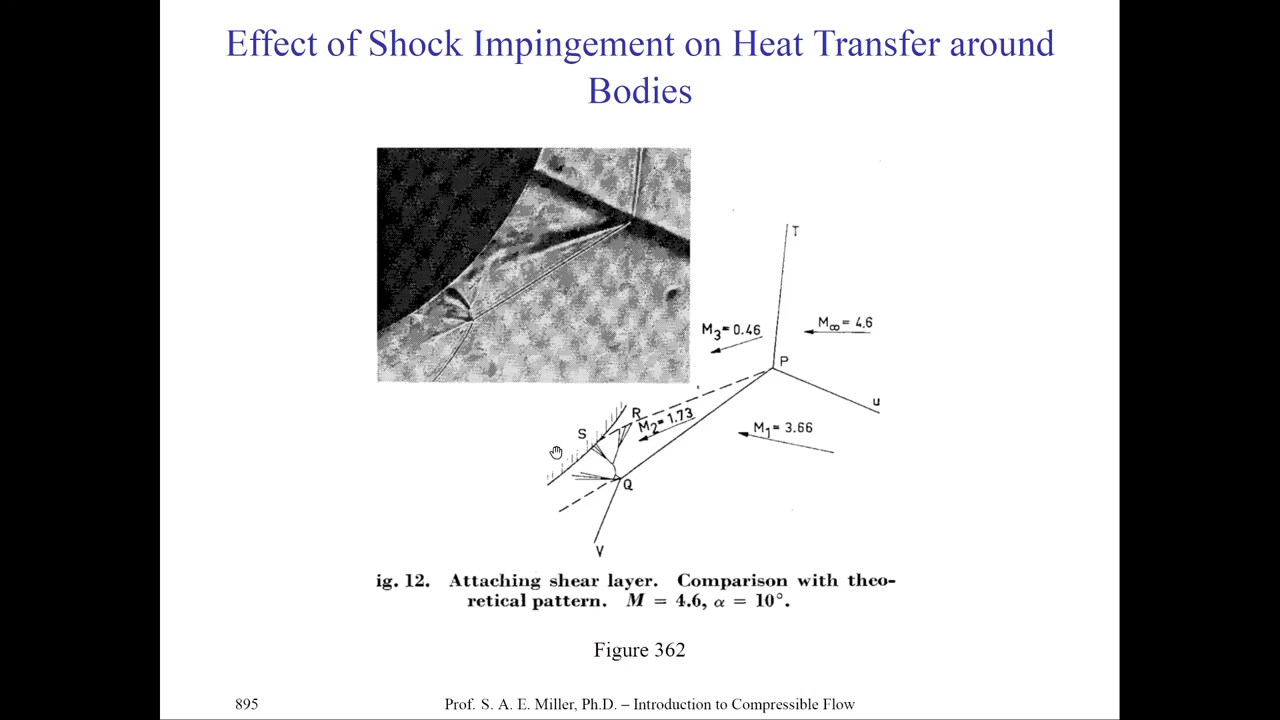 Effect of Shock Impingement on Heat Transfer around
Bodies
T
M₃=0.46
M∞=4.6
P
u
R
M₂=1.73
S
M₁=3.66
Q
V
ig. 12. Attaching shear layer. Comparison with theo-
retical pattern. M = 4.6, α = 10°.
Figure 362
895
Prof. S. A. E. Miller, Ph.D. – Introduction to Compressible Flow